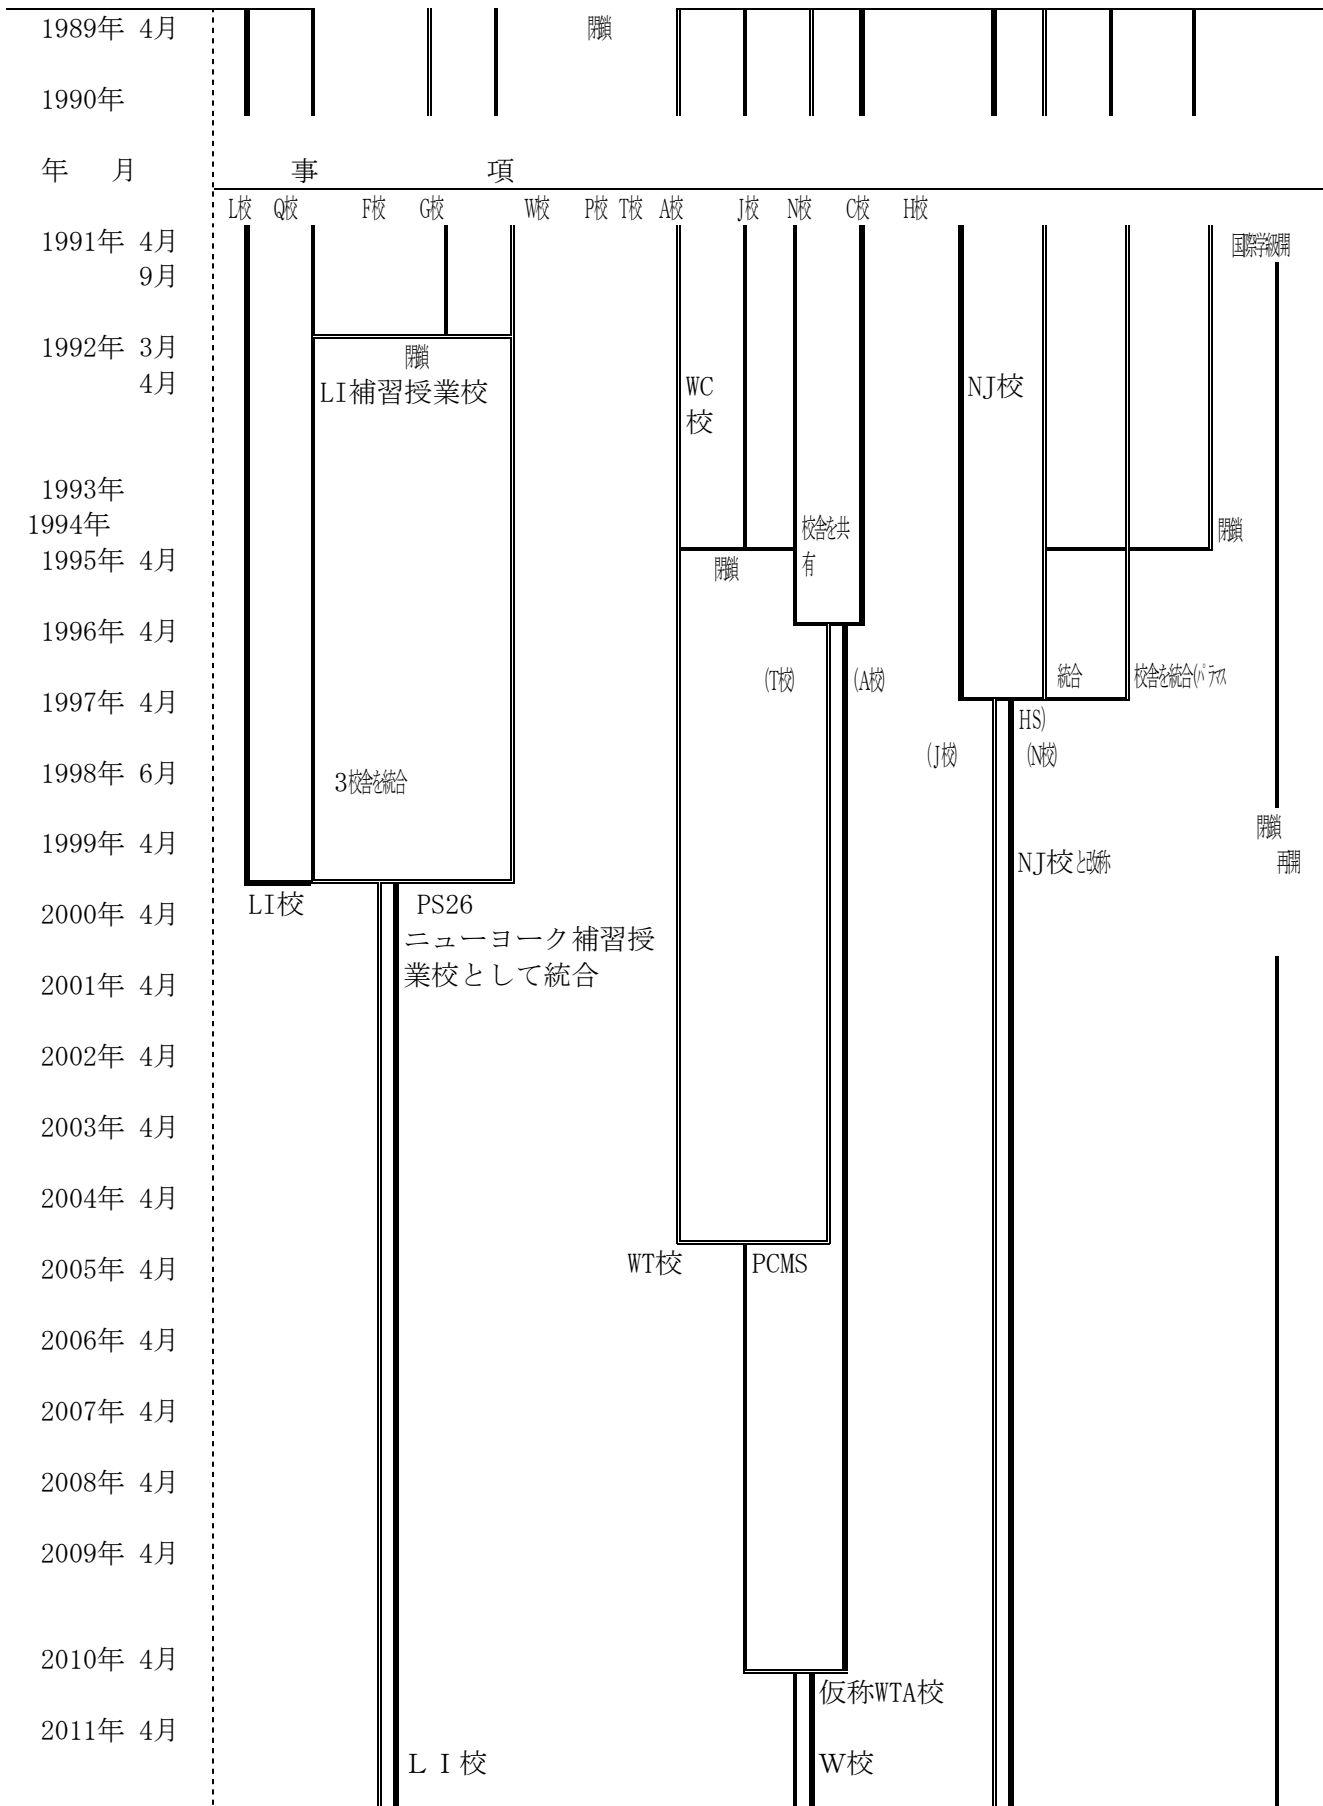 1989年 4月 閉鎖
1990年
年 月 事 項
L校 Q校 F校 G校 W校 P校 T校 A校 J校 N校 C校 H校
1991年 4月 国際学級開
9月
1992年 3月 閉鎖
4月 LI補習授業校 WC NJ校
校
1993年
1994年 校舎を共 閉鎖
1995年 4月 閉鎖 有
1996年 4月
(T校) (A校) 統合 校舎を統合(パラマス
1997年 4月 HS)
(J校) (N校)
1998年 6月 3校舎を統合
閉鎖
1999年 4月 NJ校と改称 再開
LI校 PS26
2000年 4月
ニューヨーク補習授
業校として統合
2001年 4月
2002年 4月
2003年 4月
2004年 4月
WT校 PCMS
2005年 4月
2006年 4月
2007年 4月
2008年 4月
2009年 4月
2010年 4月
仮称WTA校
2011年 4月
ＬＩ校 W校